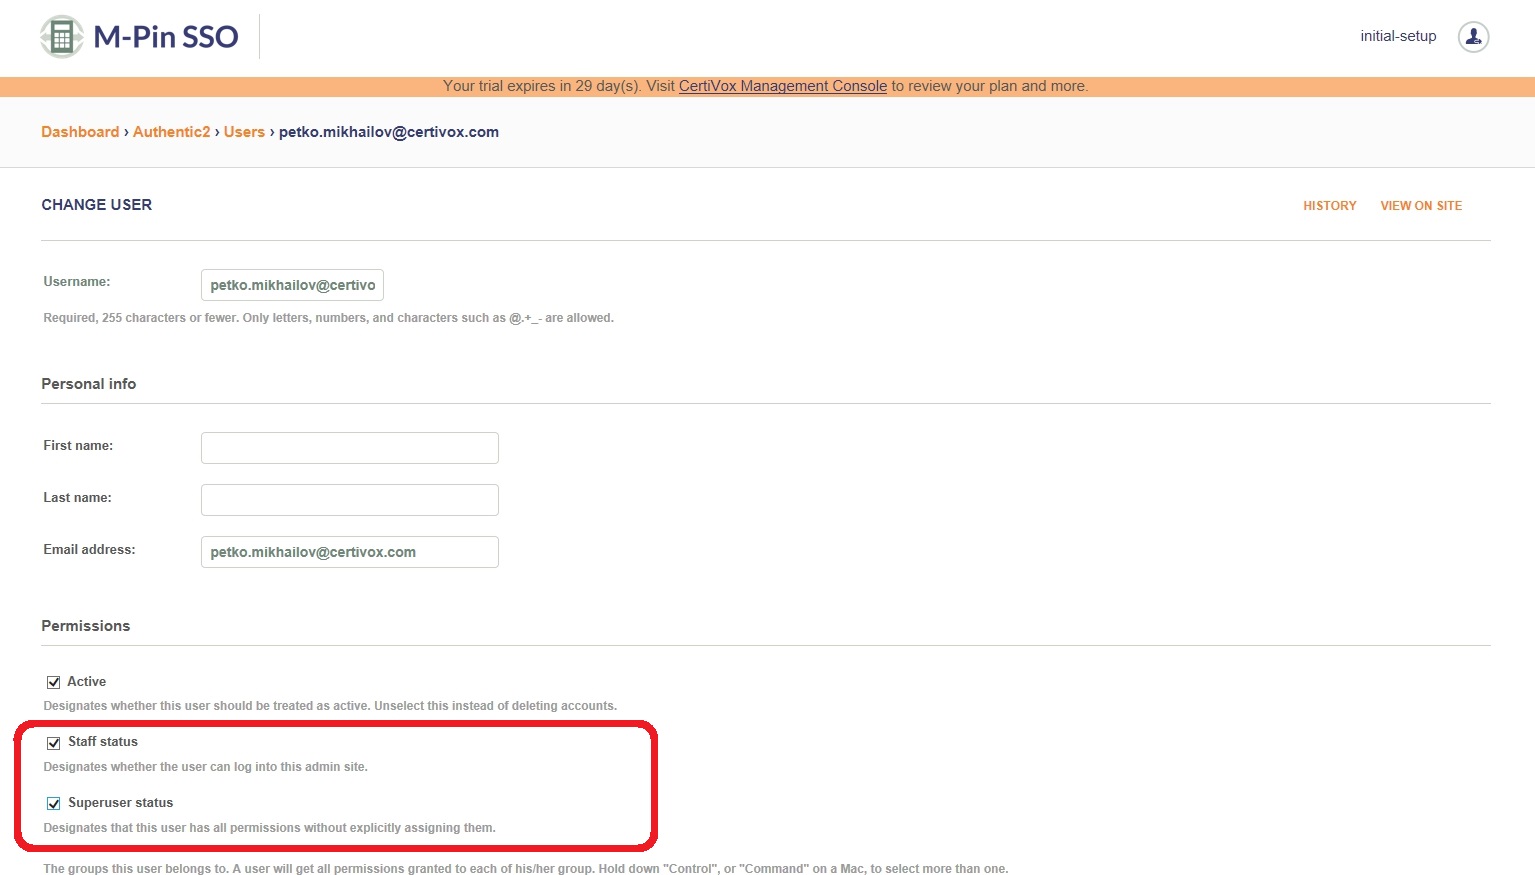 M-Pin SSO
initial-setup
Your trial expires in 29 day(s). Visit CertiVox Management Console to review your plan and more.
Dashboard › Authentic2 › Users › petko.mikhailov@certivox.com
CHANGE USER
HISTORY VIEW ON SITE
Username: petko.mikhailov@certivo
Required, 255 characters or fewer. Only letters, numbers, and characters such as @.+_- are allowed.
Personal info
First name:
Last name:
Email address: petko.mikhailov@certivox.com
Permissions
Active
Designates whether this user should be treated as active. Unselect this instead of deleting accounts.
Staff status
Designates whether the user can log into this admin site.
Superuser status
Designates that this user has all permissions without explicitly assigning them.
The groups this user belongs to. A user will get all permissions granted to each of his/her group. Hold down "Control", or "Command" on a Mac, to select more than one.